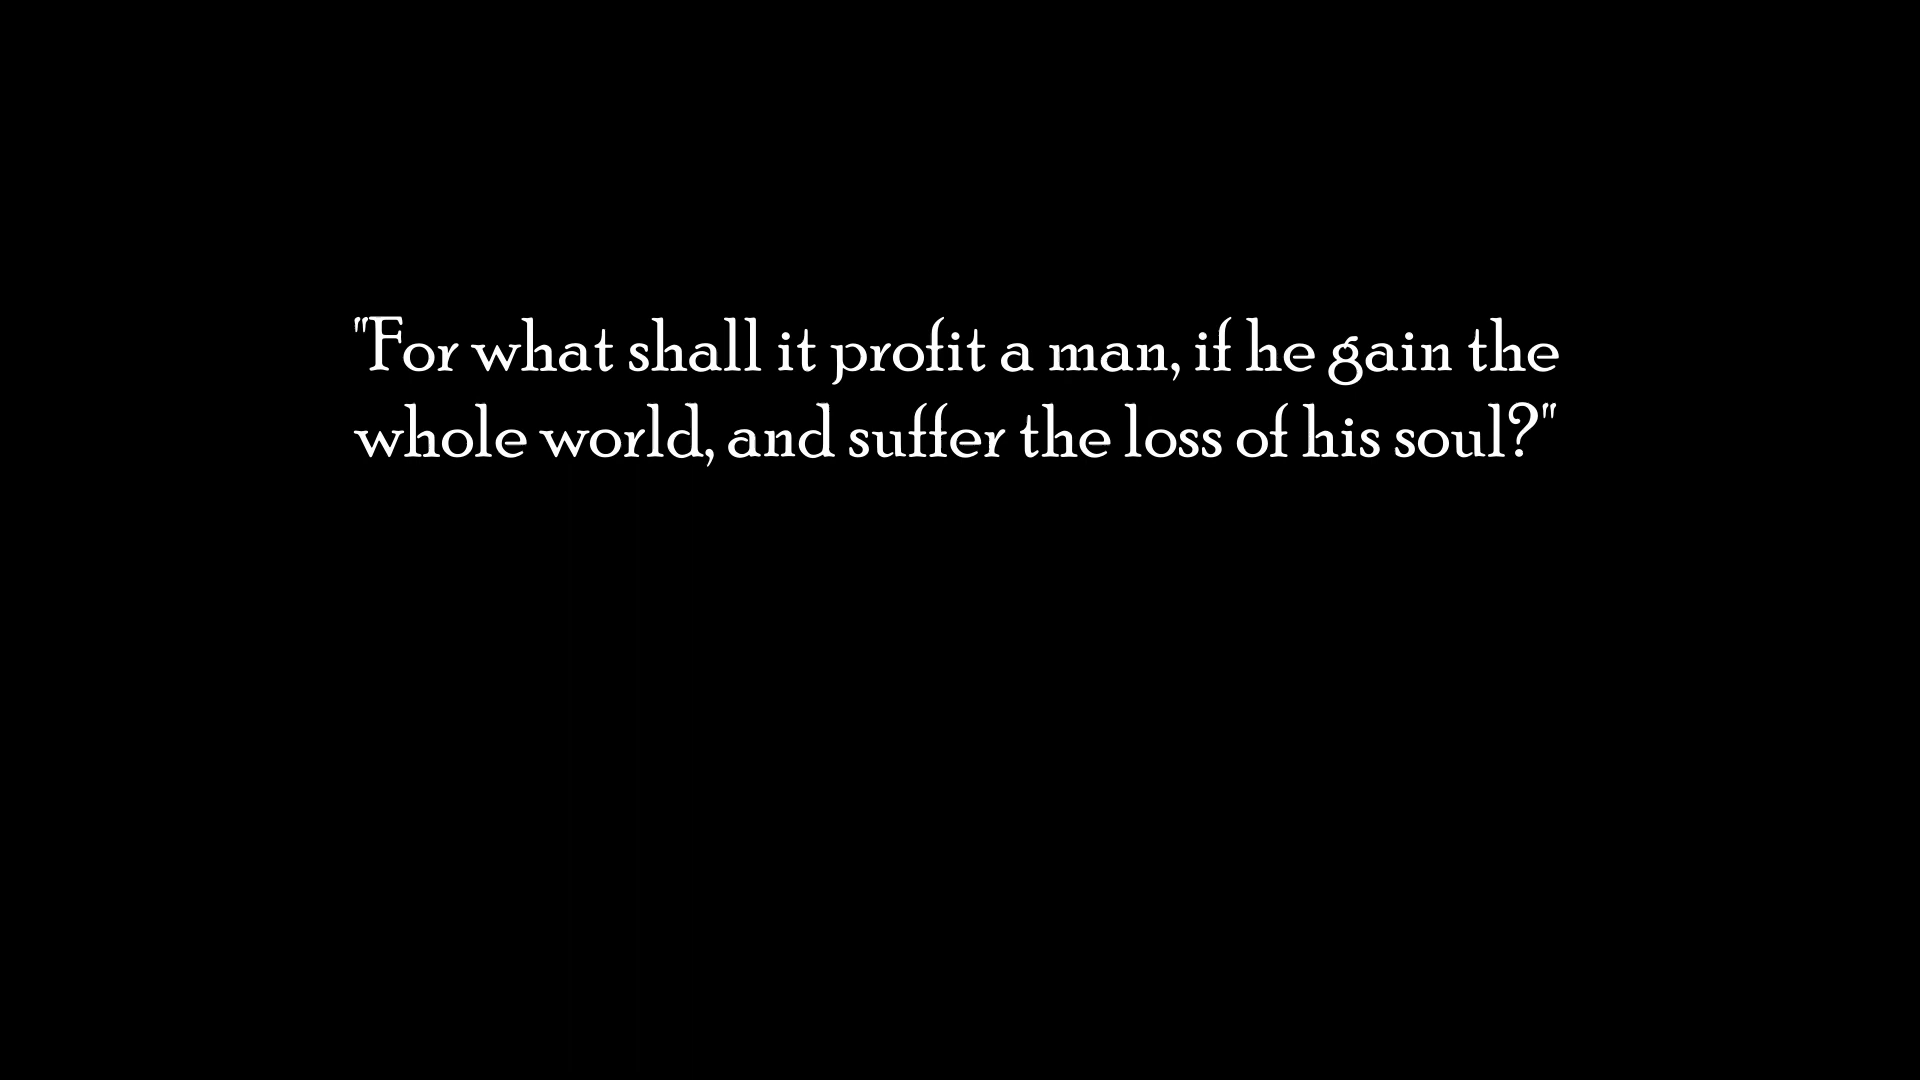 "For what shall it profit a man, if he gain the
whole world, and suffer the loss of his soul?"